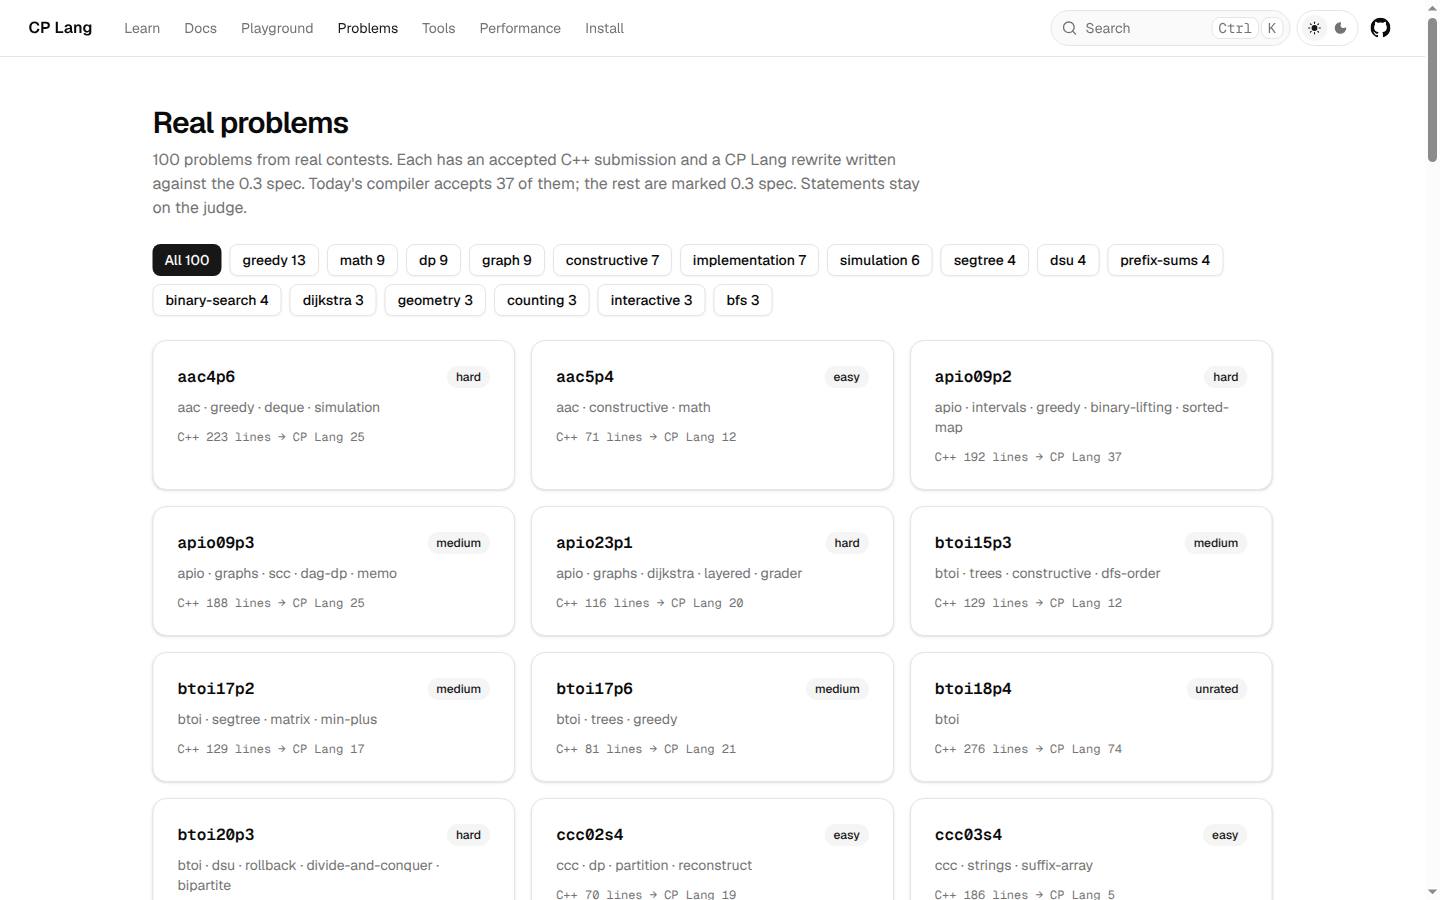 CP Lang Learn Docs Playground Problems Tools Performance Install Search Ctrl K
Real problems
100 problems from real contests. Each has an accepted C++ submission and a CP Lang rewrite written
against the 0.3 spec. Today's compiler accepts 37 of them; the rest are marked 0.3 spec. Statements stay
on the judge.
All 100 greedy 13 math 9 dp 9 graph 9 constructive 7 implementation 7 simulation 6 segtree 4 dsu 4 prefix-sums 4
binary-search 4 dijkstra 3 geometry 3 counting 3 interactive 3 bfs 3
aac4p6 hard
aac · greedy · deque · simulation
C++ 223 lines → CP Lang 25
aac5p4 easy
aac · constructive · math
C++ 71 lines → CP Lang 12
apio09p2 hard
apio · intervals · greedy · binary-lifting · sorted-
map
C++ 192 lines → CP Lang 37
apio09p3 medium
apio · graphs · scc · dag-dp · memo
C++ 188 lines → CP Lang 25
apio23p1 hard
apio · graphs · dijkstra · layered · grader
C++ 116 lines → CP Lang 20
btoi15p3 medium
btoi · trees · constructive · dfs-order
C++ 129 lines → CP Lang 12
btoi17p2 medium
btoi · segtree · matrix · min-plus
C++ 129 lines → CP Lang 17
btoi17p6 medium
btoi · trees · greedy
C++ 81 lines → CP Lang 21
btoi18p4 unrated
btoi
C++ 276 lines → CP Lang 74
btoi20p3 hard
btoi · dsu · rollback · divide-and-conquer ·
bipartite
ccc02s4 easy
ccc · dp · partition · reconstruct
C++ 70 lines → CP Lang 19
ccc03s4 easy
ccc · strings · suffix-array
C++ 186 lines → CP Lang 5